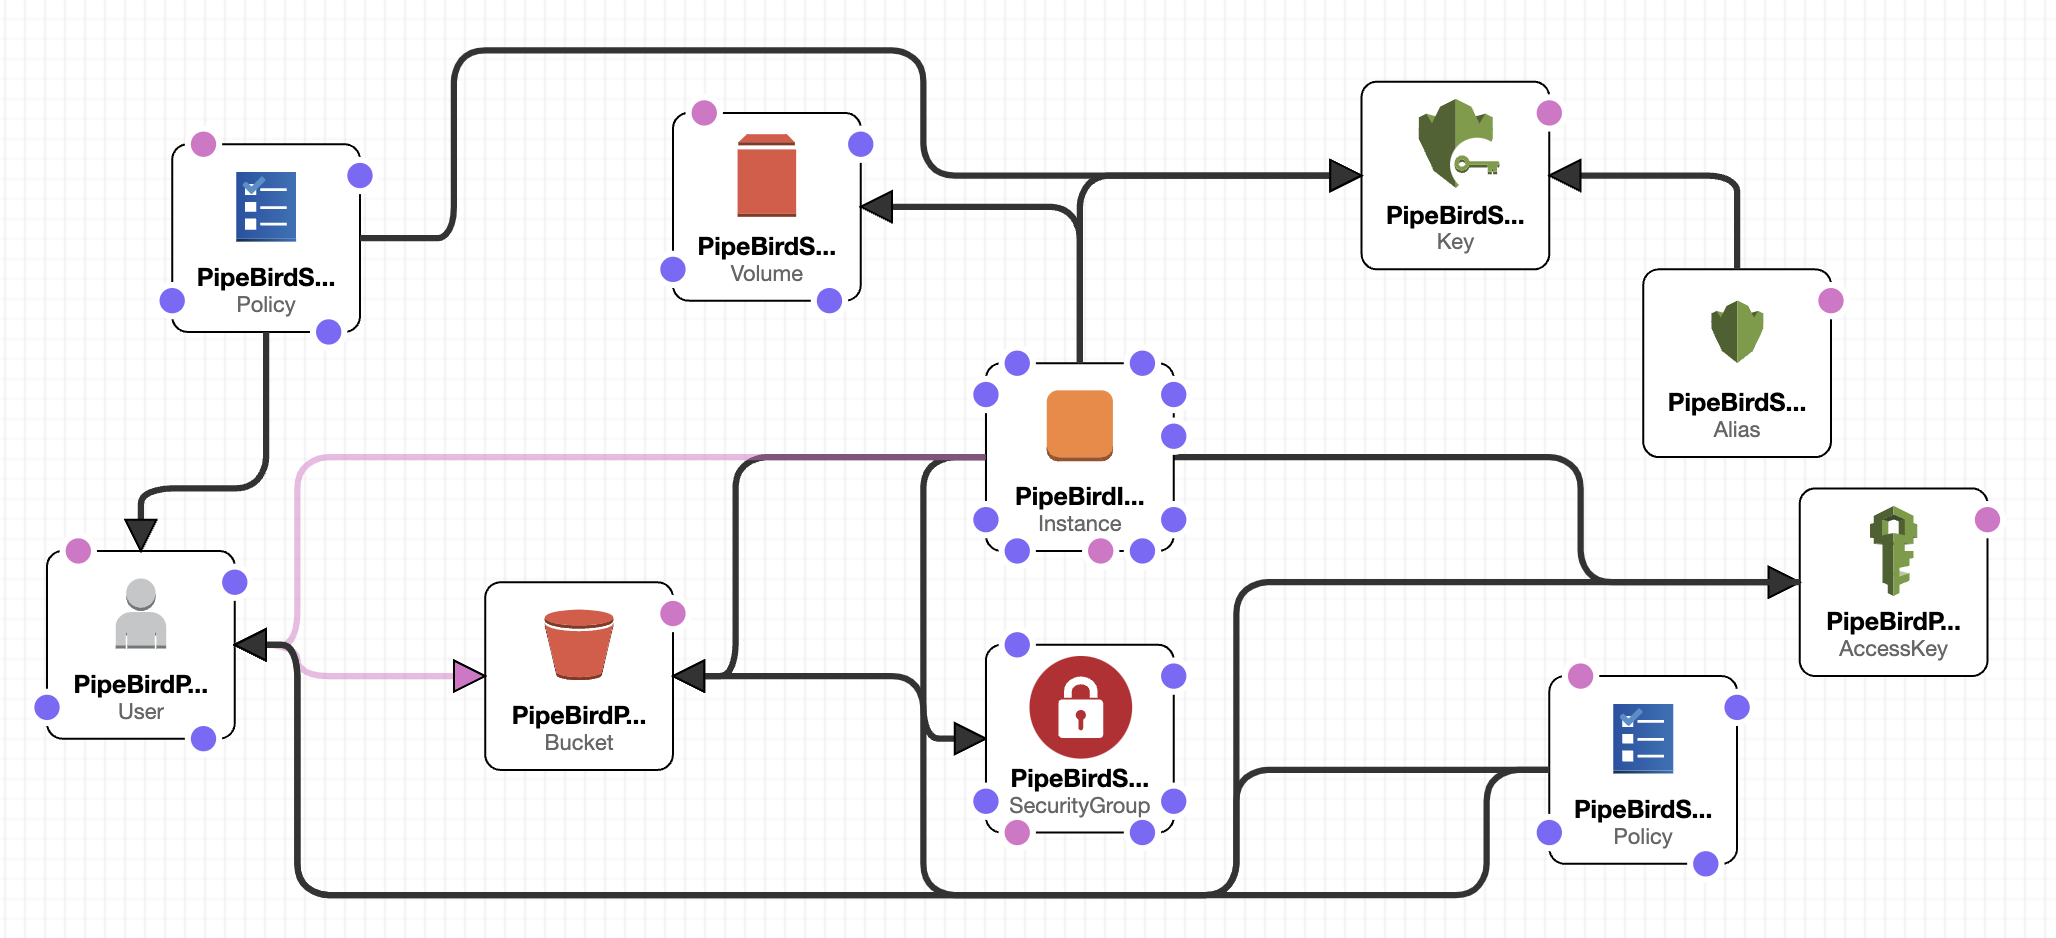 PipeBirdS...
Policy
PipeBirdS...
Volume
PipeBirdS...
Key
PipeBirdS...
Alias
PipeBirdI...
Instance
PipeBirdP...
User
PipeBirdP...
Bucket
PipeBirdS...
SecurityGroup
PipeBirdP...
AccessKey
PipeBirdS...
Policy